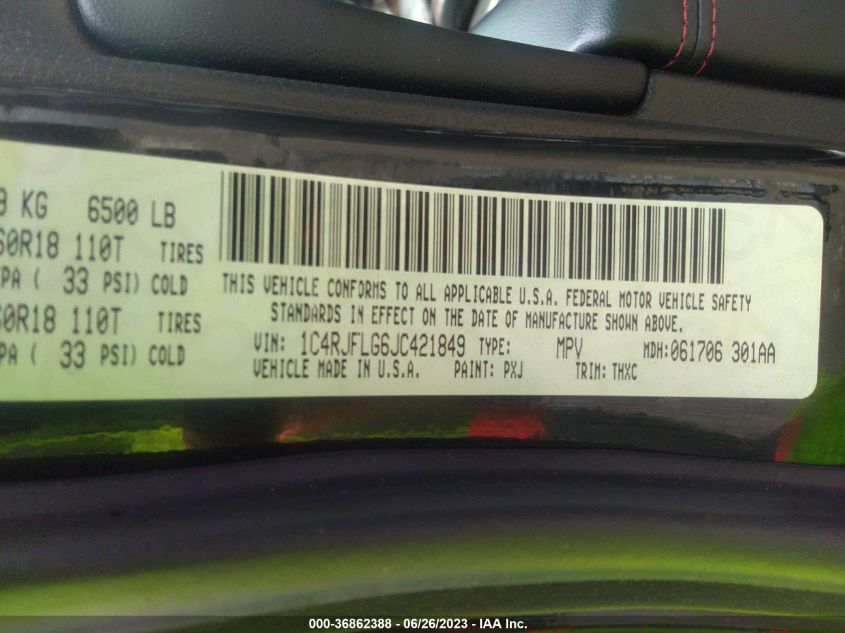 KG 6500 LB
60R18 110T TIRES
PA ( 33 PSI) COLD
60R18 110T TIRES
PA ( 33 PSI) COLD
THIS VEHICLE CONFORMS TO ALL APPLICABLE U.S.A. FEDERAL MOTOR VEHICLE SAFETY
STANDARDS IN EFFECT ON THE DATE OF MANUFACTURE SHOWN ABOVE.
VIN: 1C4RJFLG6JC421849 TYPE: MPV MDH:061706 301AA
VEHICLE MADE IN U.S.A. PAINT: PXJ TRIM: THXC
000-36862388 - 06/26/2023 - IAA Inc.